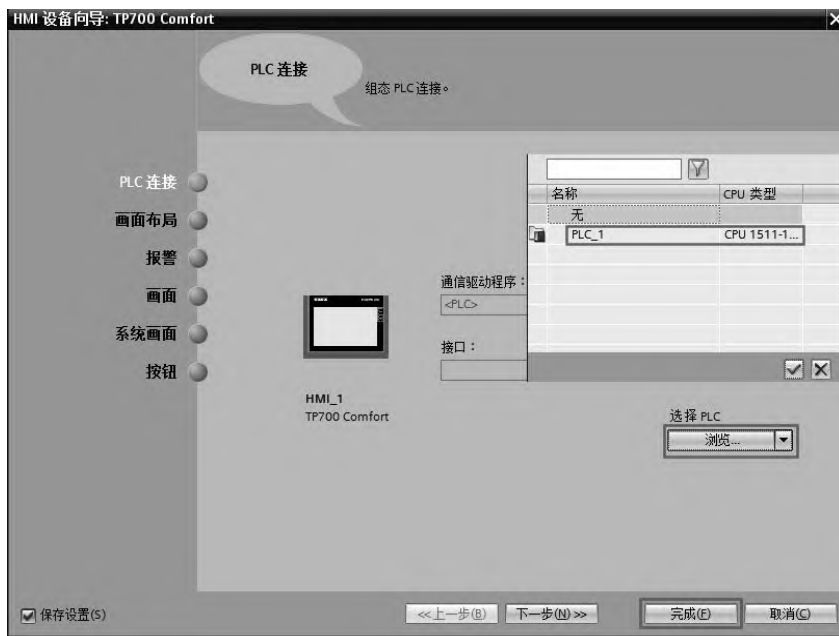 HMI 设备向导: TP700 Comfort
PLC 连接
组态 PLC 连接。
PLC 连接
画面布局
报警
画面
系统画面
按钮
名称
CPU 类型
无
PLC_1
CPU 1511-1...
通信驱动程序：
<PLC>
接口：
HMI_1
TP700 Comfort
选择 PLC
浏览...
保存设置(S)
<<上一步(B)
下一步(N) >>
完成(F)
取消(C)